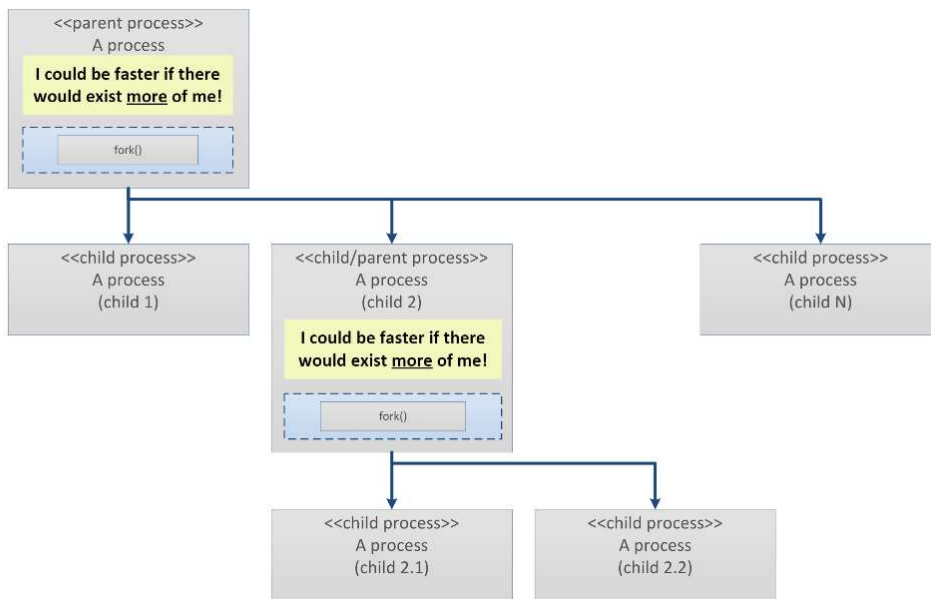 <<parent process>>
A process
I could be faster if there
would exist more of me!
fork()
<<child process>>
A process
(child 1)
<<child/parent process>>
A process
(child 2)
I could be faster if there
would exist more of me!
fork()
<<child process>>
A process
(child N)
<<child process>>
A process
(child 2.1)
<<child process>>
A process
(child 2.2)